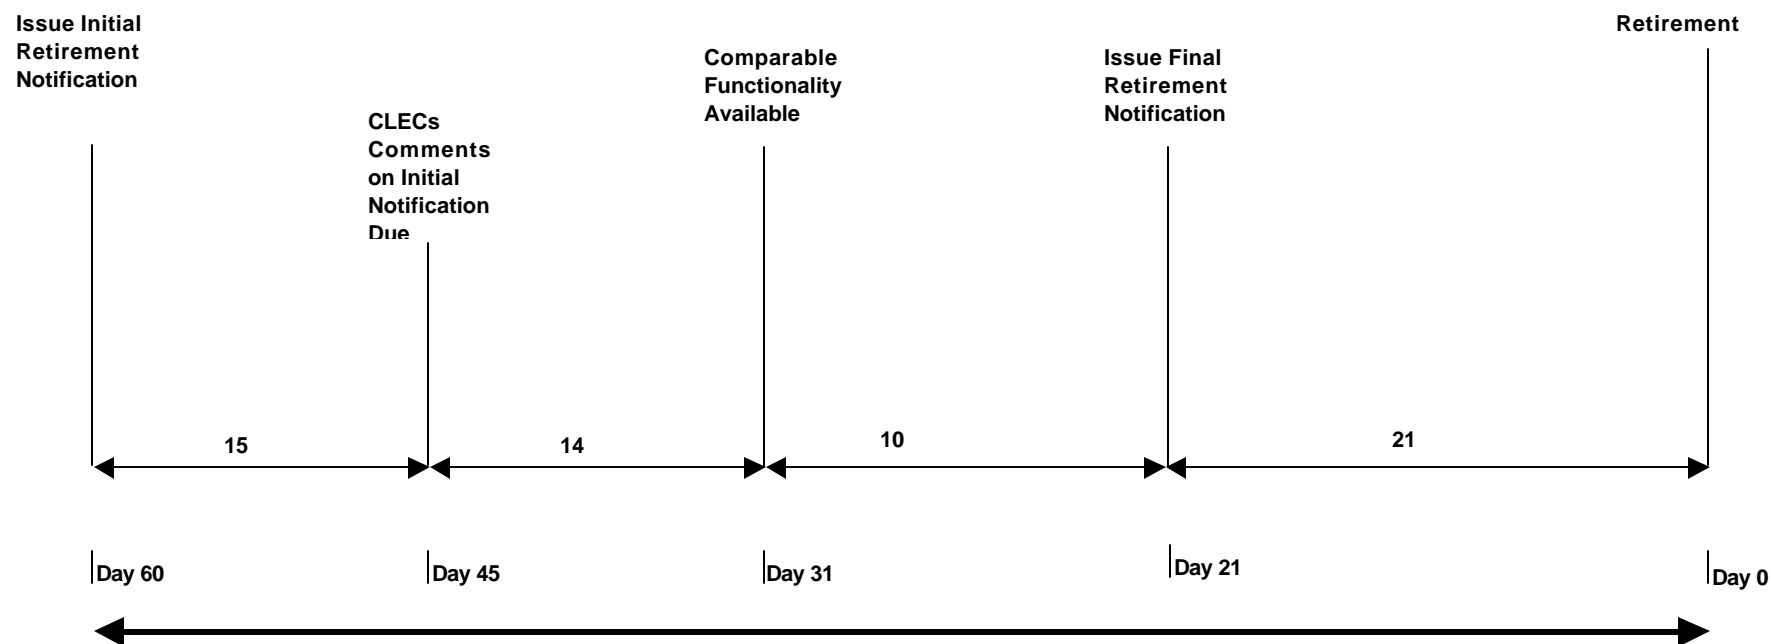 Issue Initial
Retirement
Notification
CLECs
Comments
on Initial
Notification
Due
Comparable
Functionality
Available
Issue Final
Retirement
Notification
Retirement
15
14
10
21
Day 60
Day 45
Day 31
Day 21
Day 0